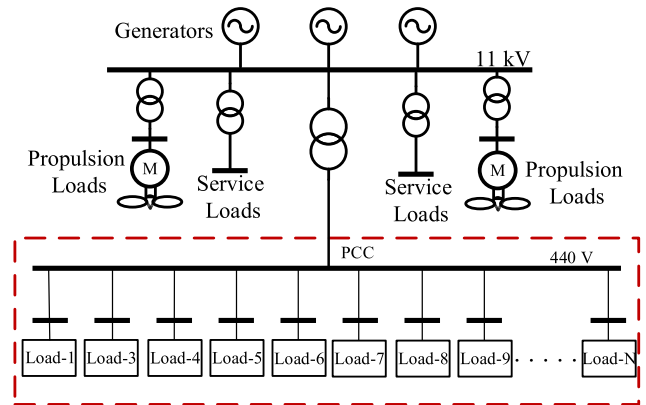 Generators
11 kV
M
Propulsion
Loads
Service
Loads
Service
Loads
M
Propulsion
Loads
PCC
440 V
Load-1
Load-3
Load-4
Load-5
Load-6
Load-7
Load-8
Load-9
. . . . .
Load-N